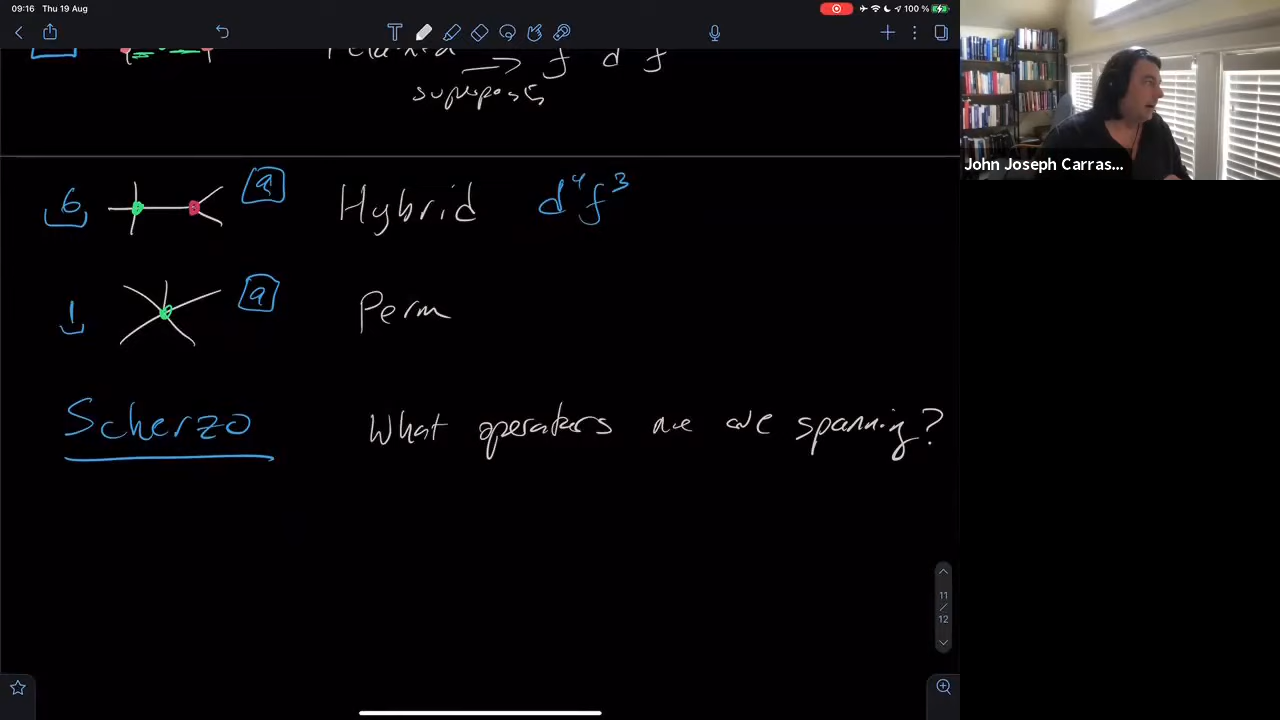 09:16 Thu 19 Aug
100 %
superposts
6 a Hybrid d⁴f³
1 a Perm
Scherzo What operators are we spanning?
11
/
12
John Joseph Carras...